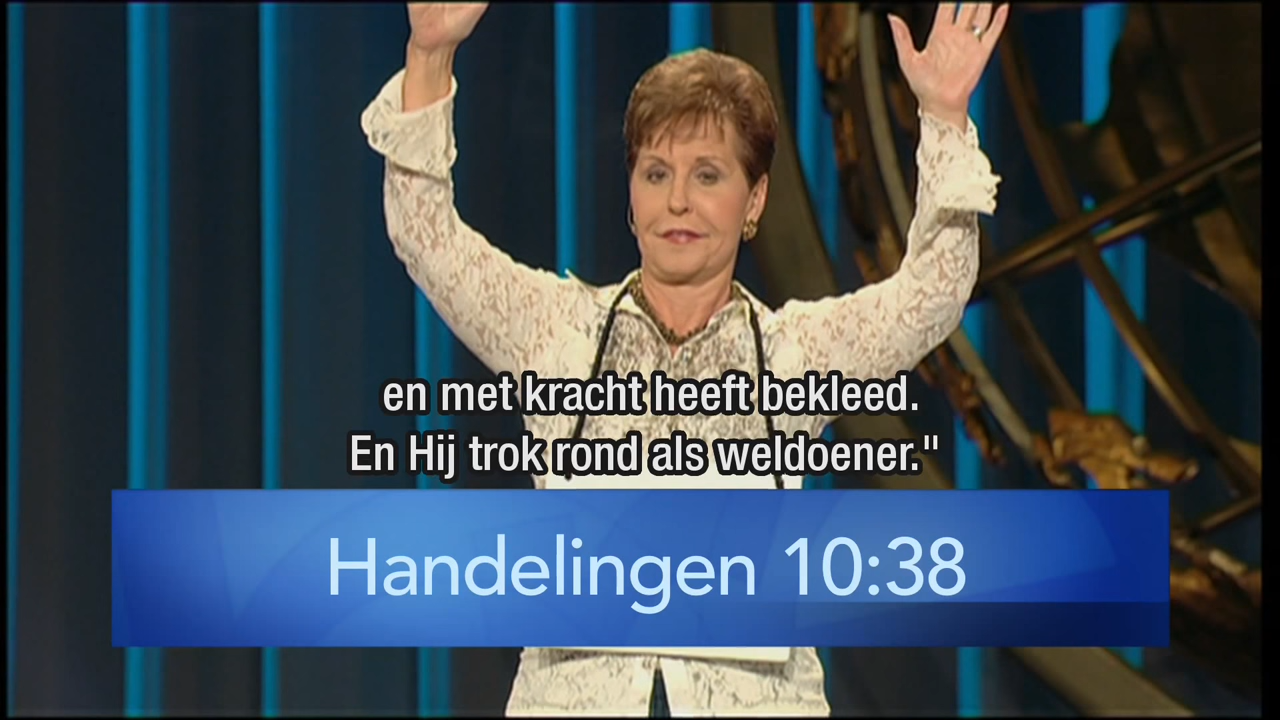 en met kracht heeft bekleed.
En Hij trok rond als weldoener."
Handelingen 10:38